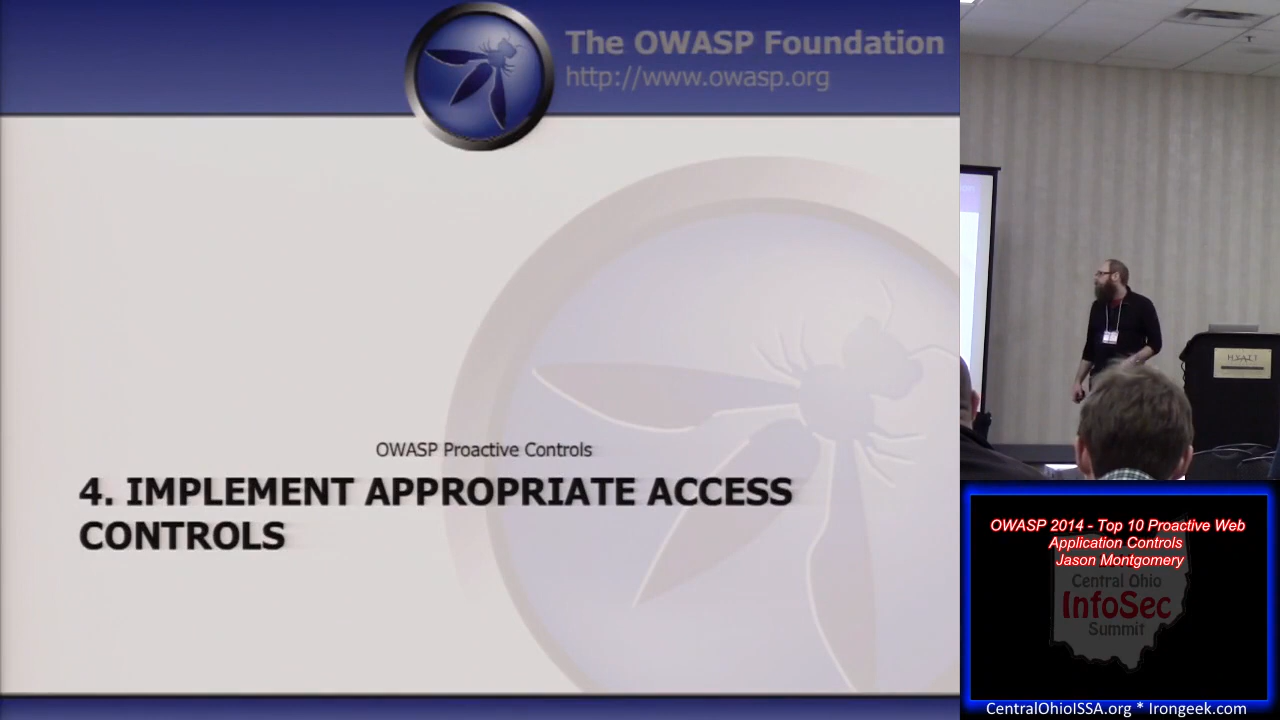 The OWASP Foundation
http://www.owasp.org
OWASP Proactive Controls
4. IMPLEMENT APPROPRIATE ACCESS
CONTROLS
HYATT
OWASP 2014 - Top 10 Proactive Web
Application Controls
Jason Montgomery
Central Ohio
InfoSec
Summit
CentralOhioISSA.org * Irongeek.com